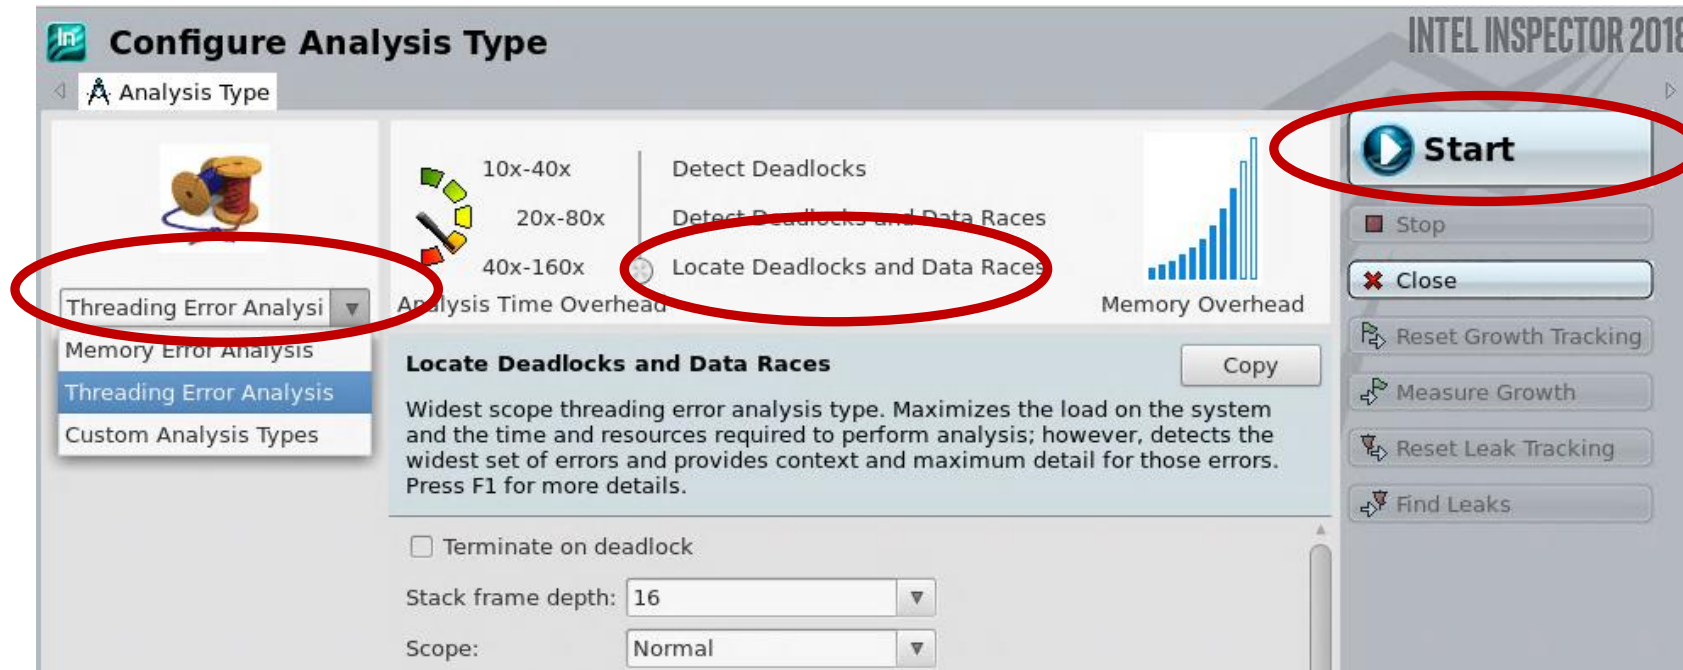 Configure Analysis Type
INTEL INSPECTOR 2018
Analysis Type
10x-40x
Detect Deadlocks
20x-80x
Detect Deadlocks and Data Races
40x-160x
Locate Deadlocks and Data Races
Analysis Time Overhead
Memory Overhead
Threading Error Analysi
Memory Error Analysis
Threading Error Analysis
Custom Analysis Types
Locate Deadlocks and Data Races
Copy
Widest scope threading error analysis type. Maximizes the load on the system
and the time and resources required to perform analysis; however, detects the
widest set of errors and provides context and maximum detail for those errors.
Press F1 for more details.
Terminate on deadlock
Stack frame depth: 16
Scope: Normal
Start
Stop
Close
Reset Growth Tracking
Measure Growth
Reset Leak Tracking
Find Leaks